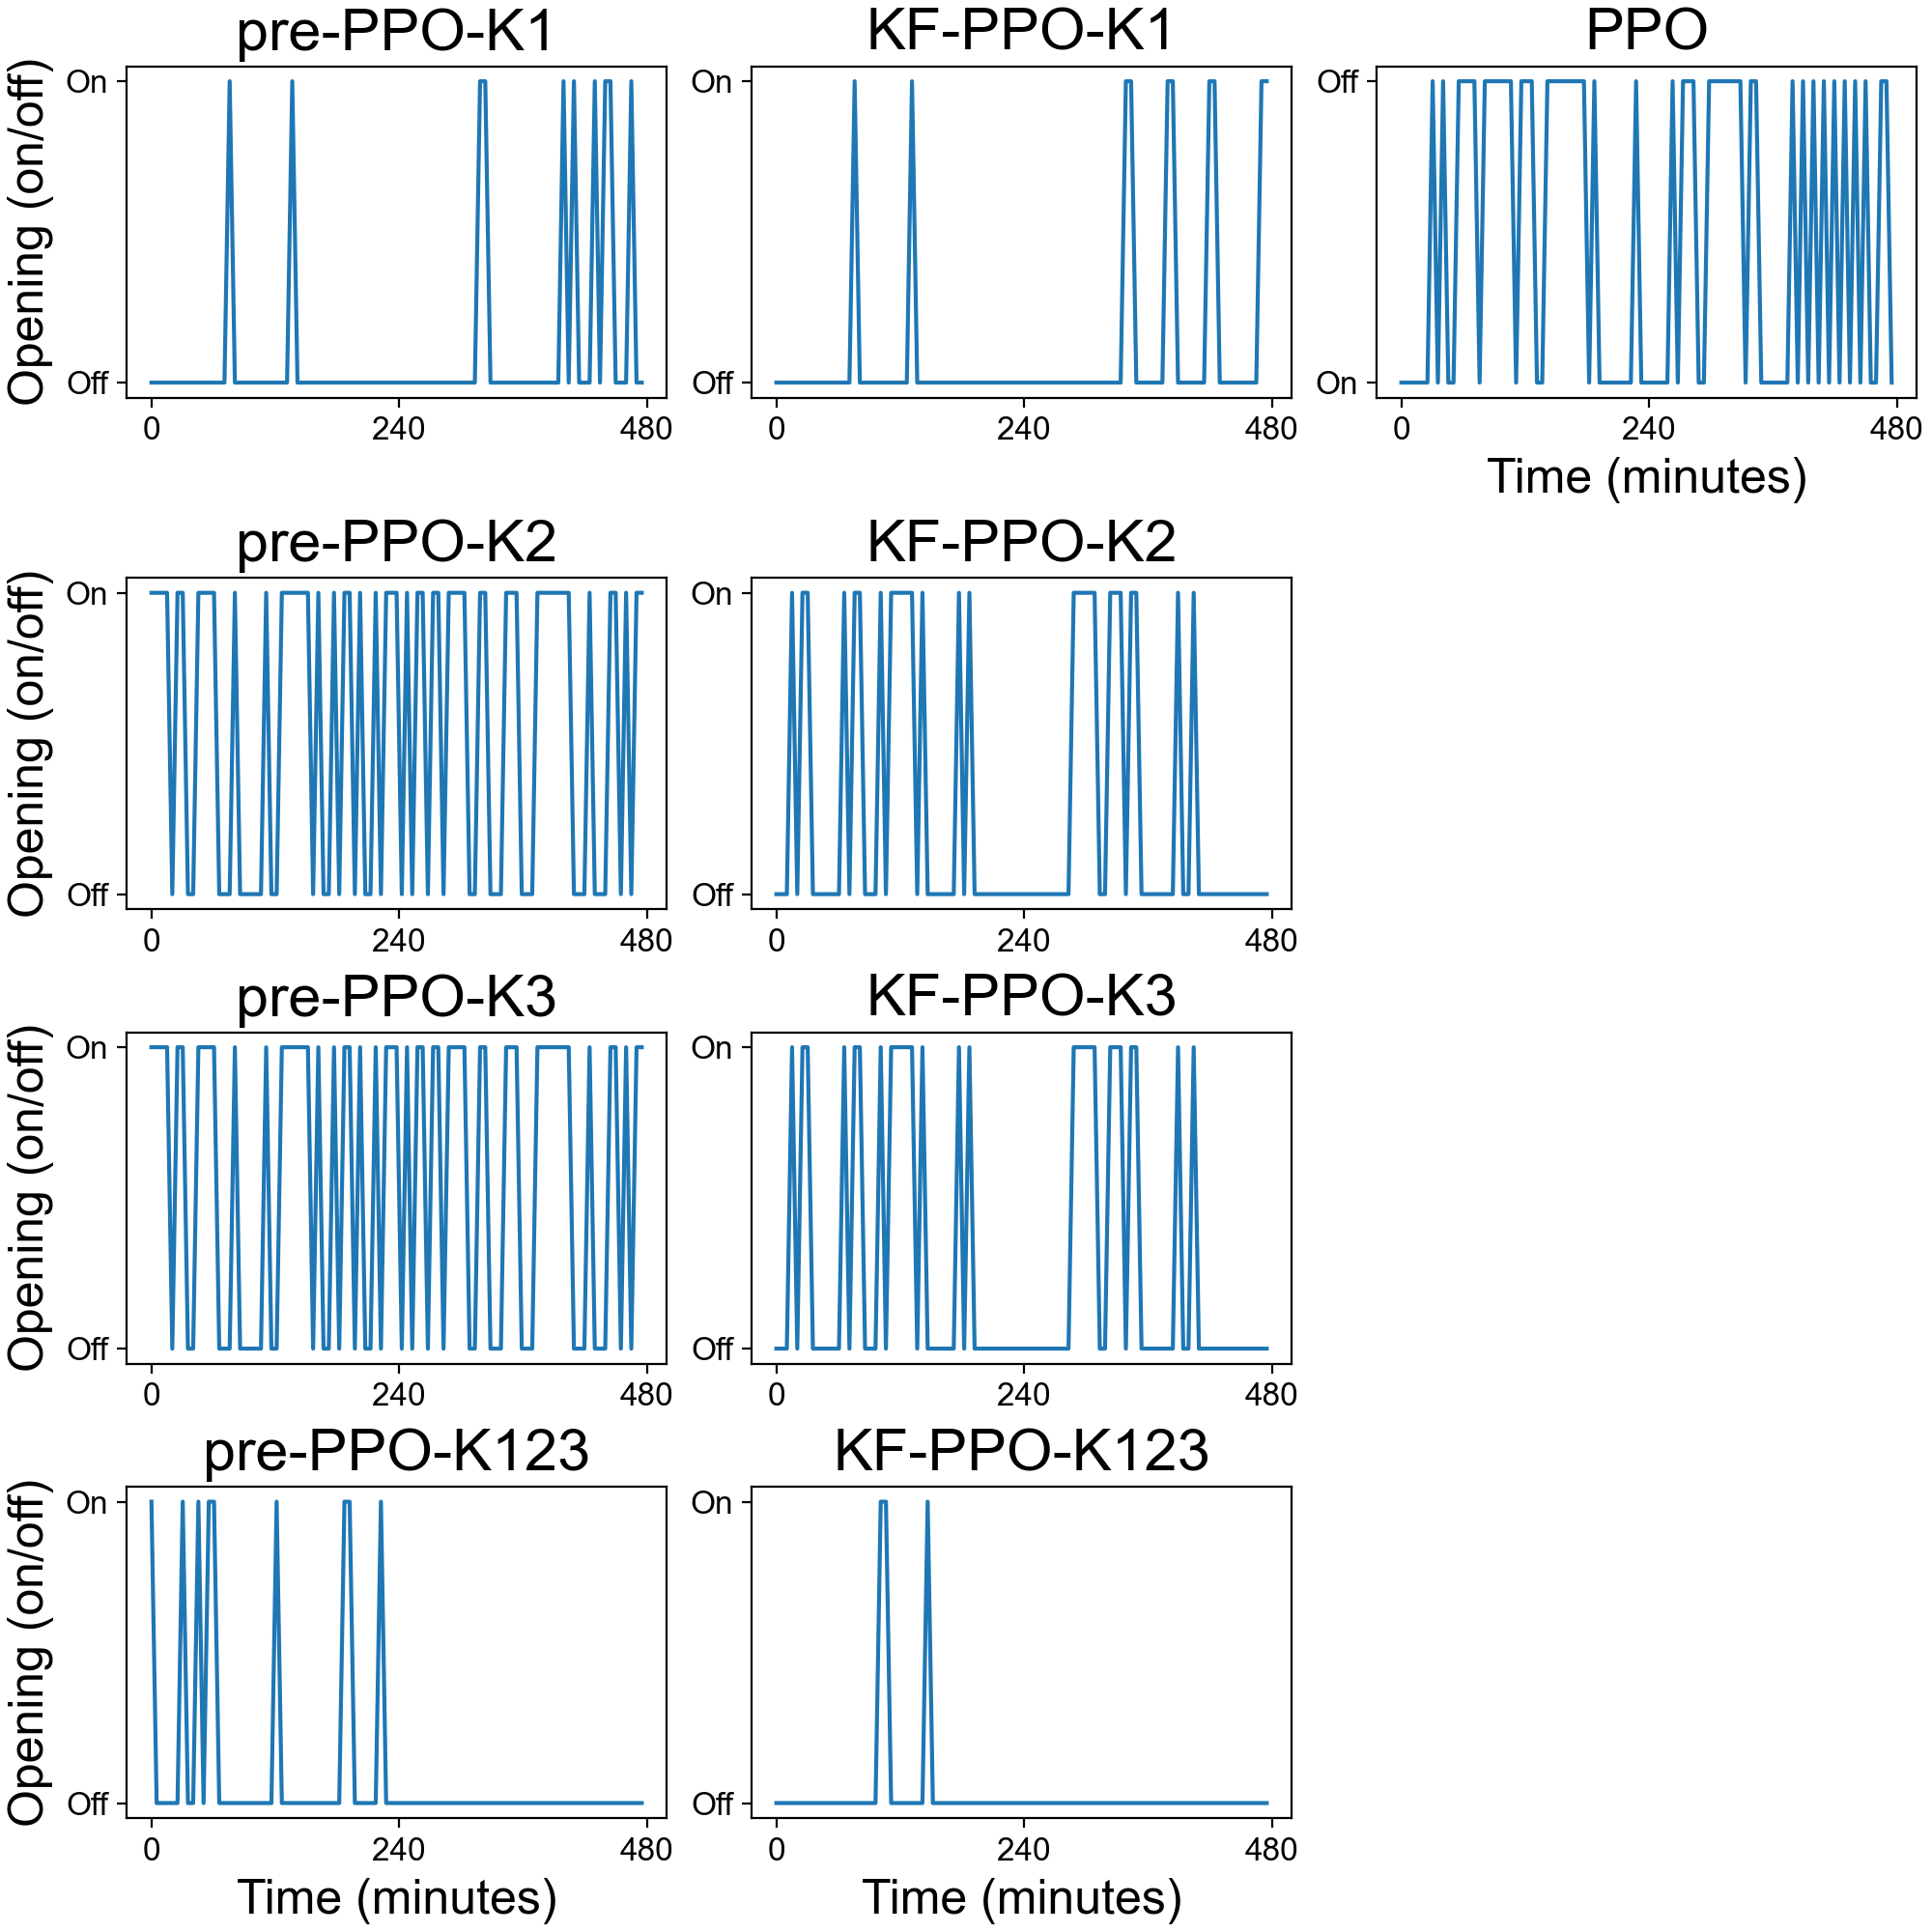 pre-PPO-K1
KF-PPO-K1
PPO
Opening (on/off)
On
Off
0 240 480
On
Off
0 240 480
Off
On
0 240 480
Time (minutes)
pre-PPO-K2
KF-PPO-K2
Opening (on/off)
On
Off
0 240 480
On
Off
0 240 480
pre-PPO-K3
KF-PPO-K3
Opening (on/off)
On
Off
0 240 480
On
Off
0 240 480
pre-PPO-K123
KF-PPO-K123
Opening (on/off)
On
Off
0 240 480
Time (minutes)
On
Off
0 240 480
Time (minutes)